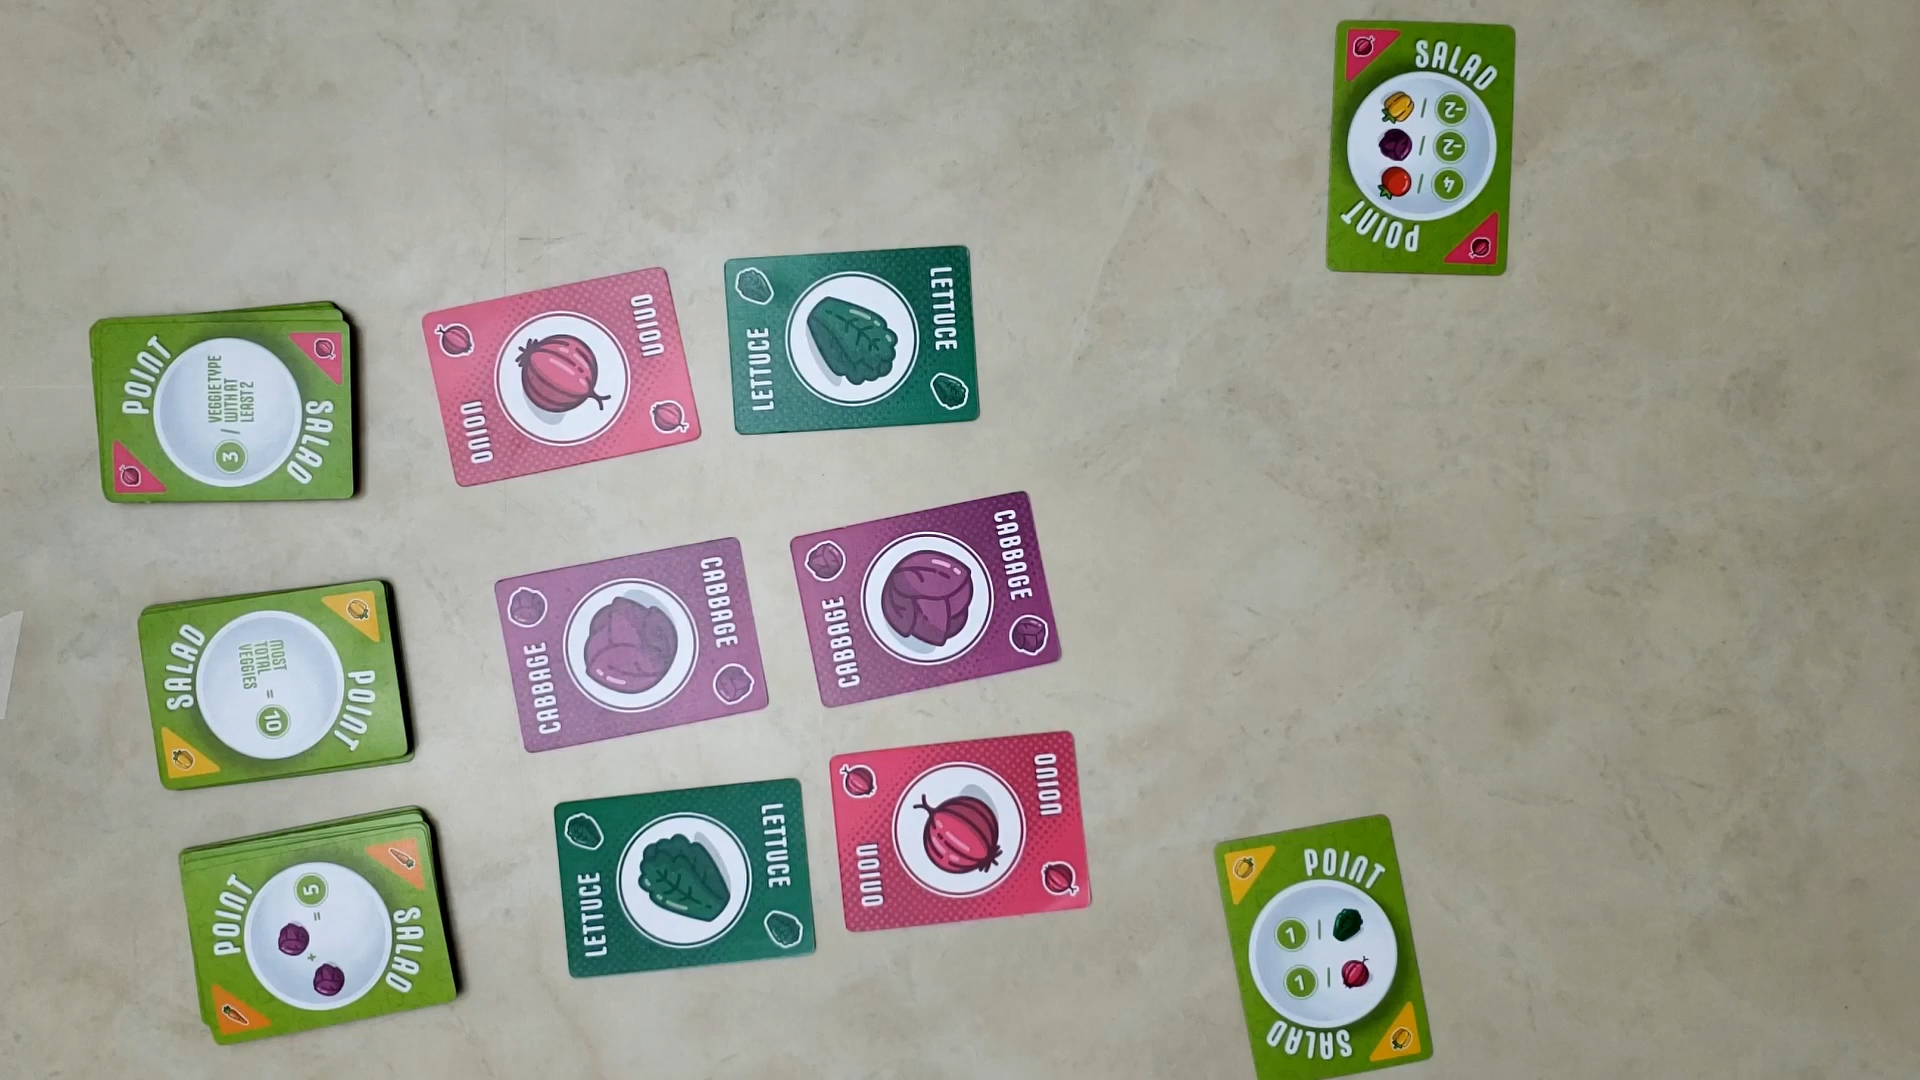 POINT
3 / VEGGIE TYPE
WITH AT
LEAST 2
SALAD
SALAD
MOST
TOTAL
VEGGIES
= 10
POINT
POINT
+ = 5
SALAD
ONION
ONION
LETTUCE
LETTUCE
CABBAGE
CABBAGE
CABBAGE
CABBAGE
LETTUCE
LETTUCE
ONION
ONION
SALAD
-2 /
-2 /
4 /
POINT
POINT
1 /
1 /
SALAD